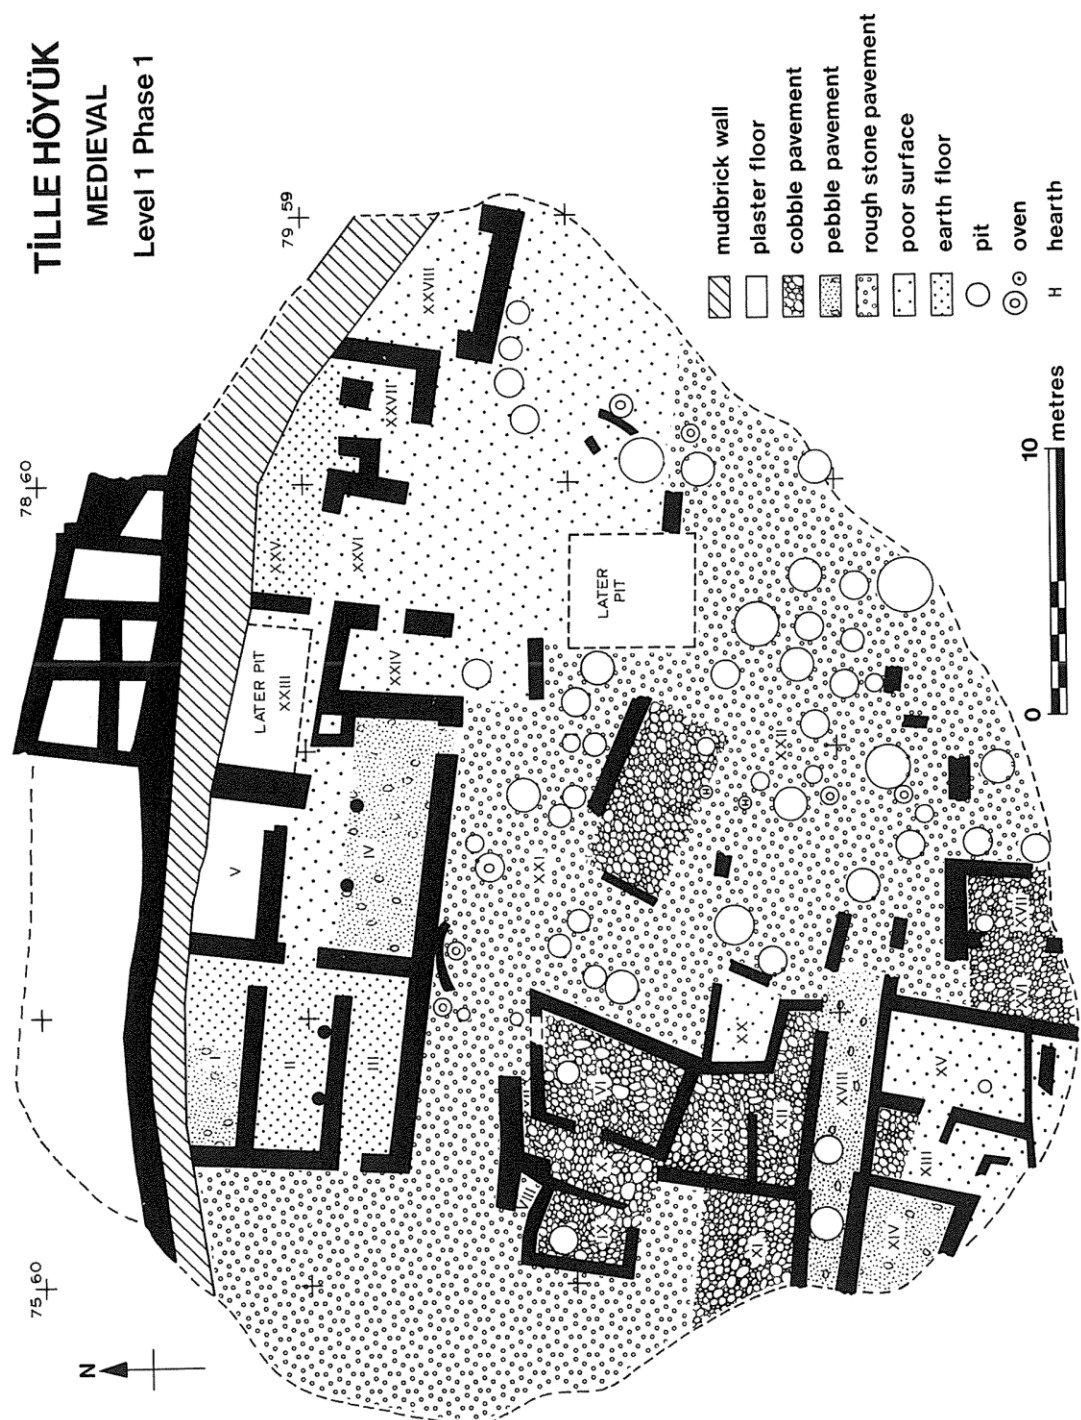 TİLLE HÖYÜK
MEDIEVAL
Level 1 Phase 1
N
75 60
78 60
79 59
I
II
III
IV
V
VI
VII
VIII
IX
X
XI
XII
XIII
XIV
XV
XVI
XVII
XVIII
XIX
XX
XXI
XXII
LATER PIT
XXIII
XXIV
XXV
XXVI
XXVII
XXVIII
LATER
PIT
H
H
mudbrick wall
plaster floor
cobble pavement
pebble pavement
rough stone pavement
poor surface
earth floor
pit
oven
H hearth
0 10
metres